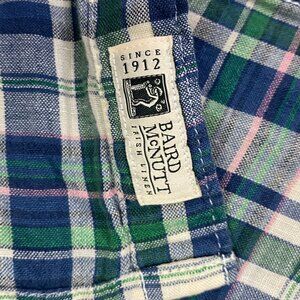 SINCE
1912
BAIRD
McNUTT
IRISH LINEN